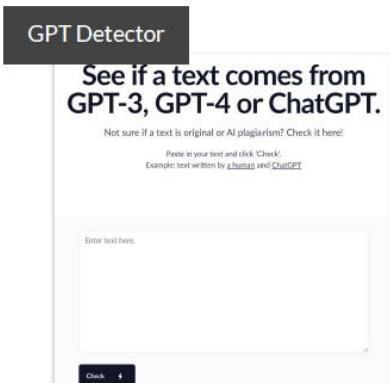 GPT Detector
See if a text comes from
GPT-3, GPT-4 or ChatGPT.
Not sure if a text is original or AI plagiarism? Check it here!
Paste in your text and click 'Check'.
Example: text written by a human and ChatGPT
Enter text here.
Check